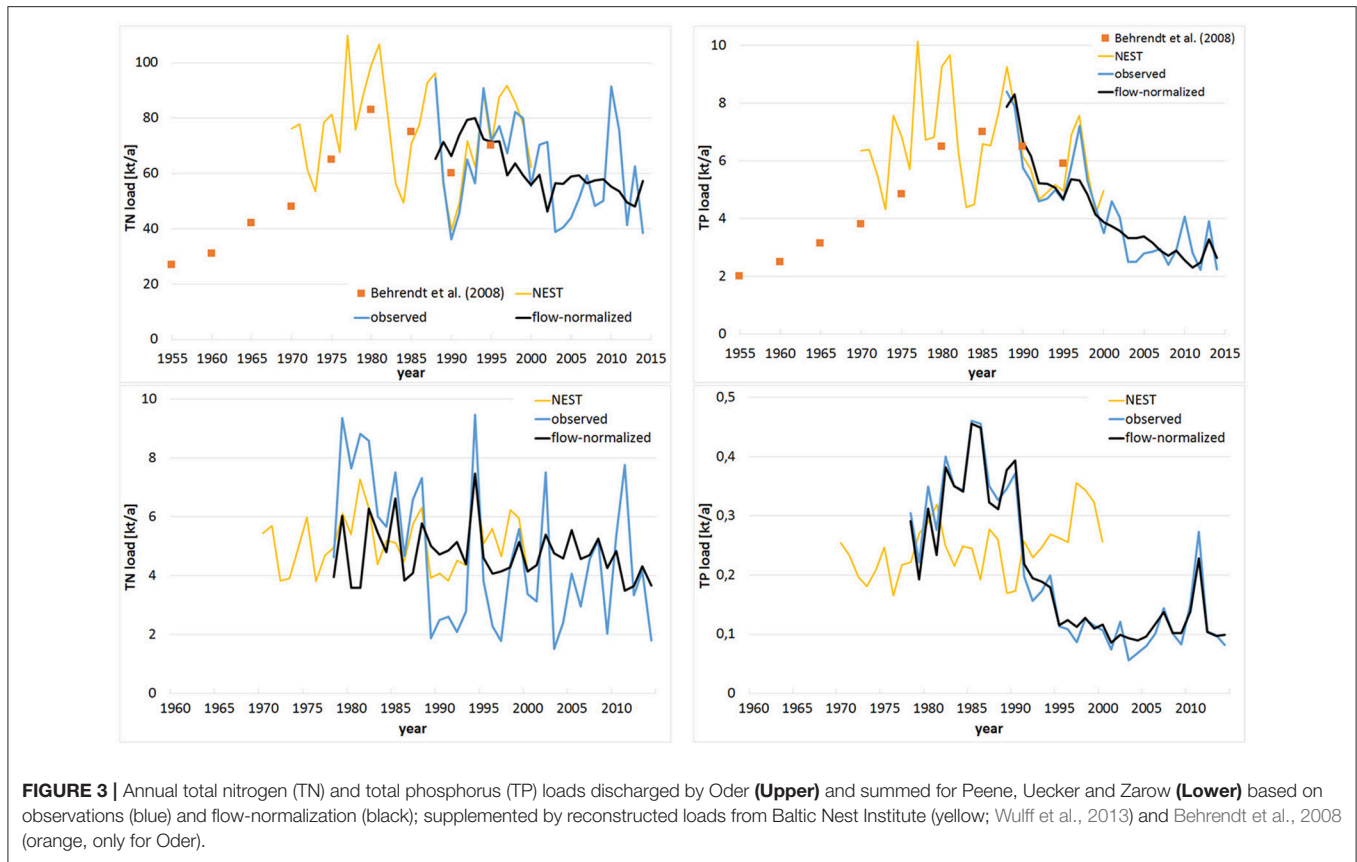 TN load [kt/a]
100
80
60
40
20
0
Behrendt et al. (2008)
NEST
observed
flow-normalized
1955 1960 1965 1970 1975 1980 1985 1990 1995 2000 2005 2010 2015
year
TP load [kt/a]
10
8
6
4
2
0
Behrendt et al. (2008)
NEST
observed
flow-normalized
1955 1960 1965 1970 1975 1980 1985 1990 1995 2000 2005 2010 2015
year
TN load [kt/a]
10
8
6
4
2
0
NEST
observed
flow-normalized
1960 1965 1970 1975 1980 1985 1990 1995 2000 2005 2010
year
TP load [kt/a]
0,5
0,4
0,3
0,2
0,1
0
NEST
observed
flow-normalized
1960 1965 1970 1975 1980 1985 1990 1995 2000 2005 2010
year
FIGURE 3 | Annual total nitrogen (TN) and total phosphorus (TP) loads discharged by Oder (Upper) and summed for Peene, Uecker and Zarow (Lower) based on
observations (blue) and flow-normalization (black); supplemented by reconstructed loads from Baltic Nest Institute (yellow; Wulff et al., 2013) and Behrendt et al., 2008
(orange, only for Oder).